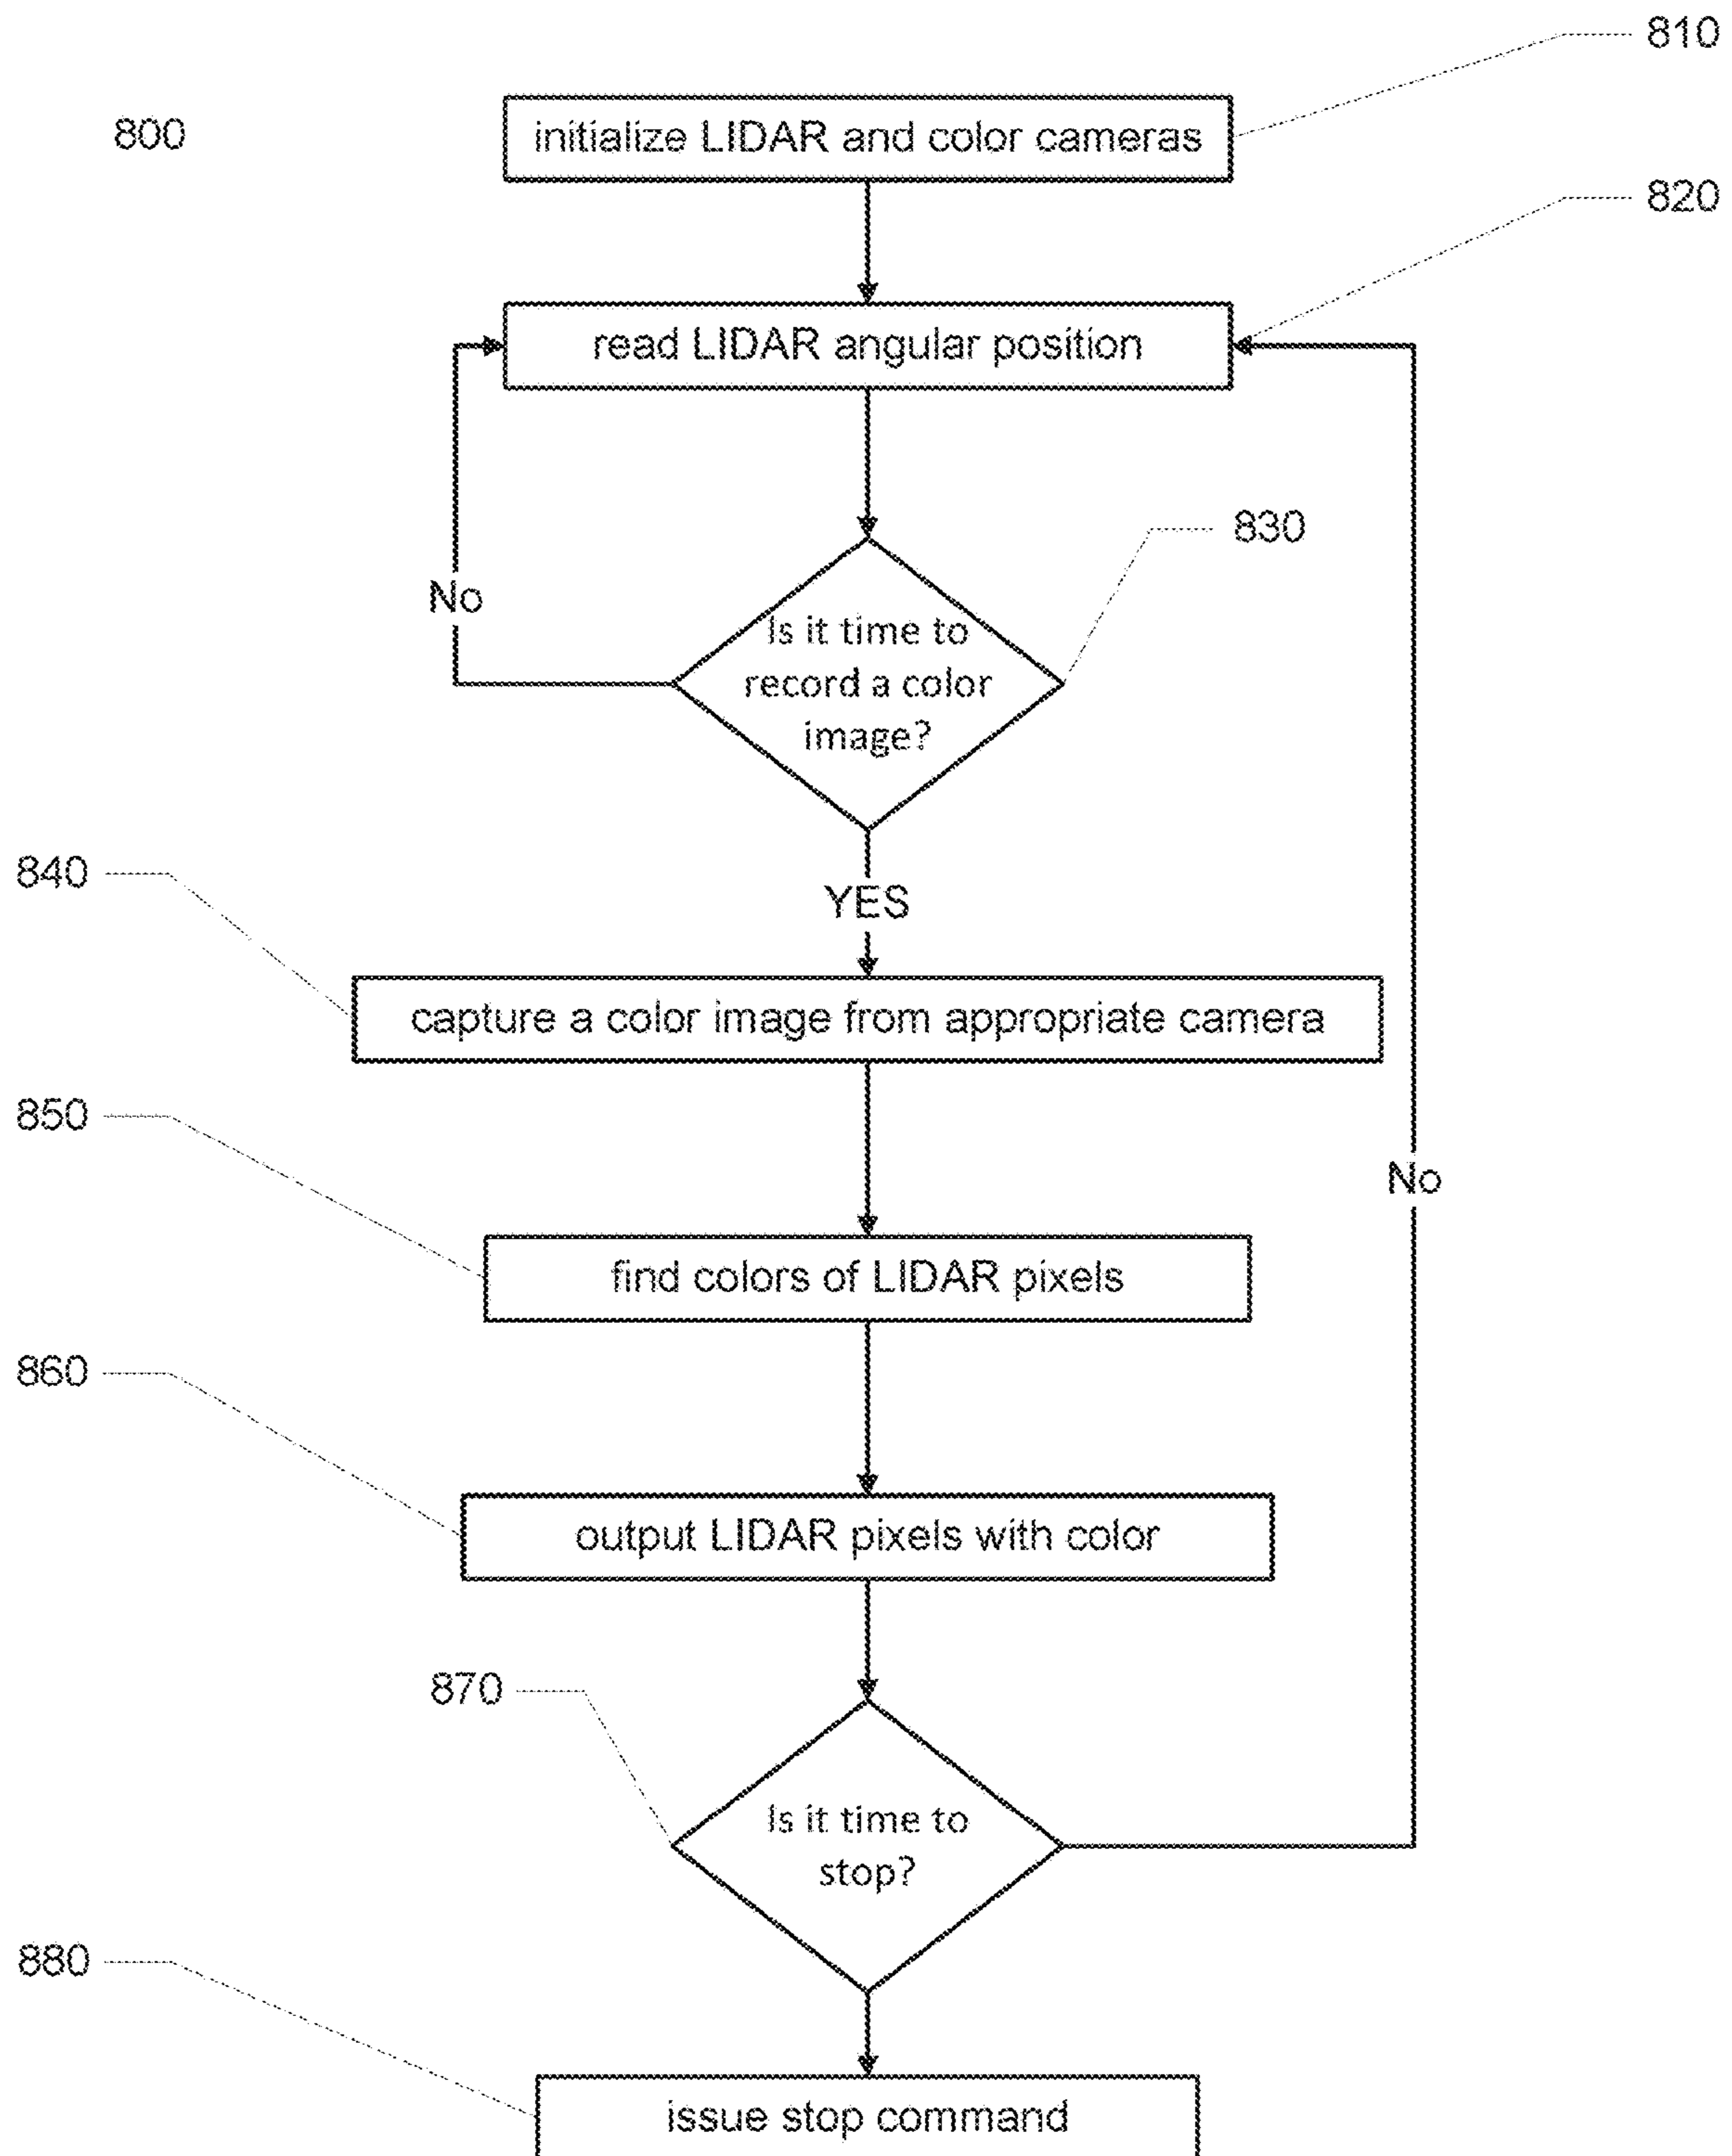 810
800
initialize LIDAR and color cameras
820
read LIDAR angular position
830
No
Is it time to
record a color
image?
840
YES
capture a color image from appropriate camera
850
No
find colors of LIDAR pixels
860
output LIDAR pixels with color
870
Is it time to
stop?
880
issue stop command